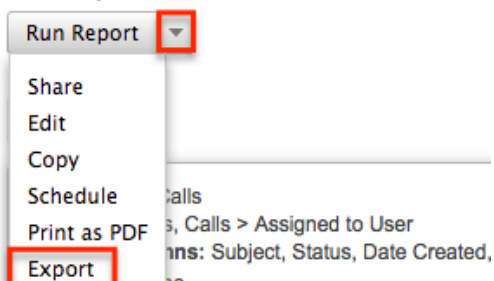 Run Report
Share
Edit
Copy
Schedule
Calls
Print as PDF
s, Calls > Assigned to User
nns: Subject, Status, Date Created,
Export